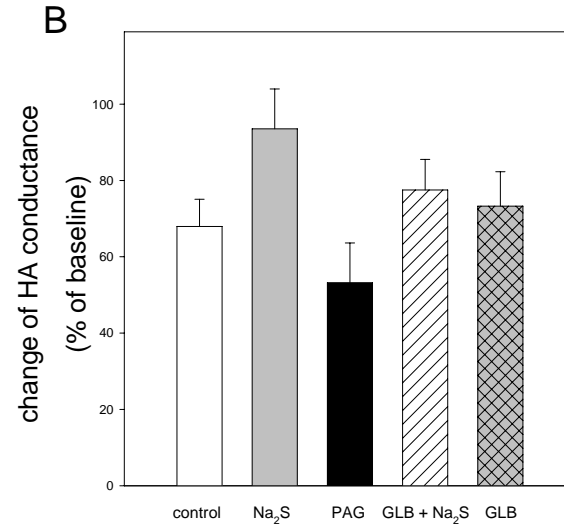 B
change of HA conductance
(% of baseline)
100
80
60
40
20
0
control Na₂S PAG GLB + Na₂S GLB